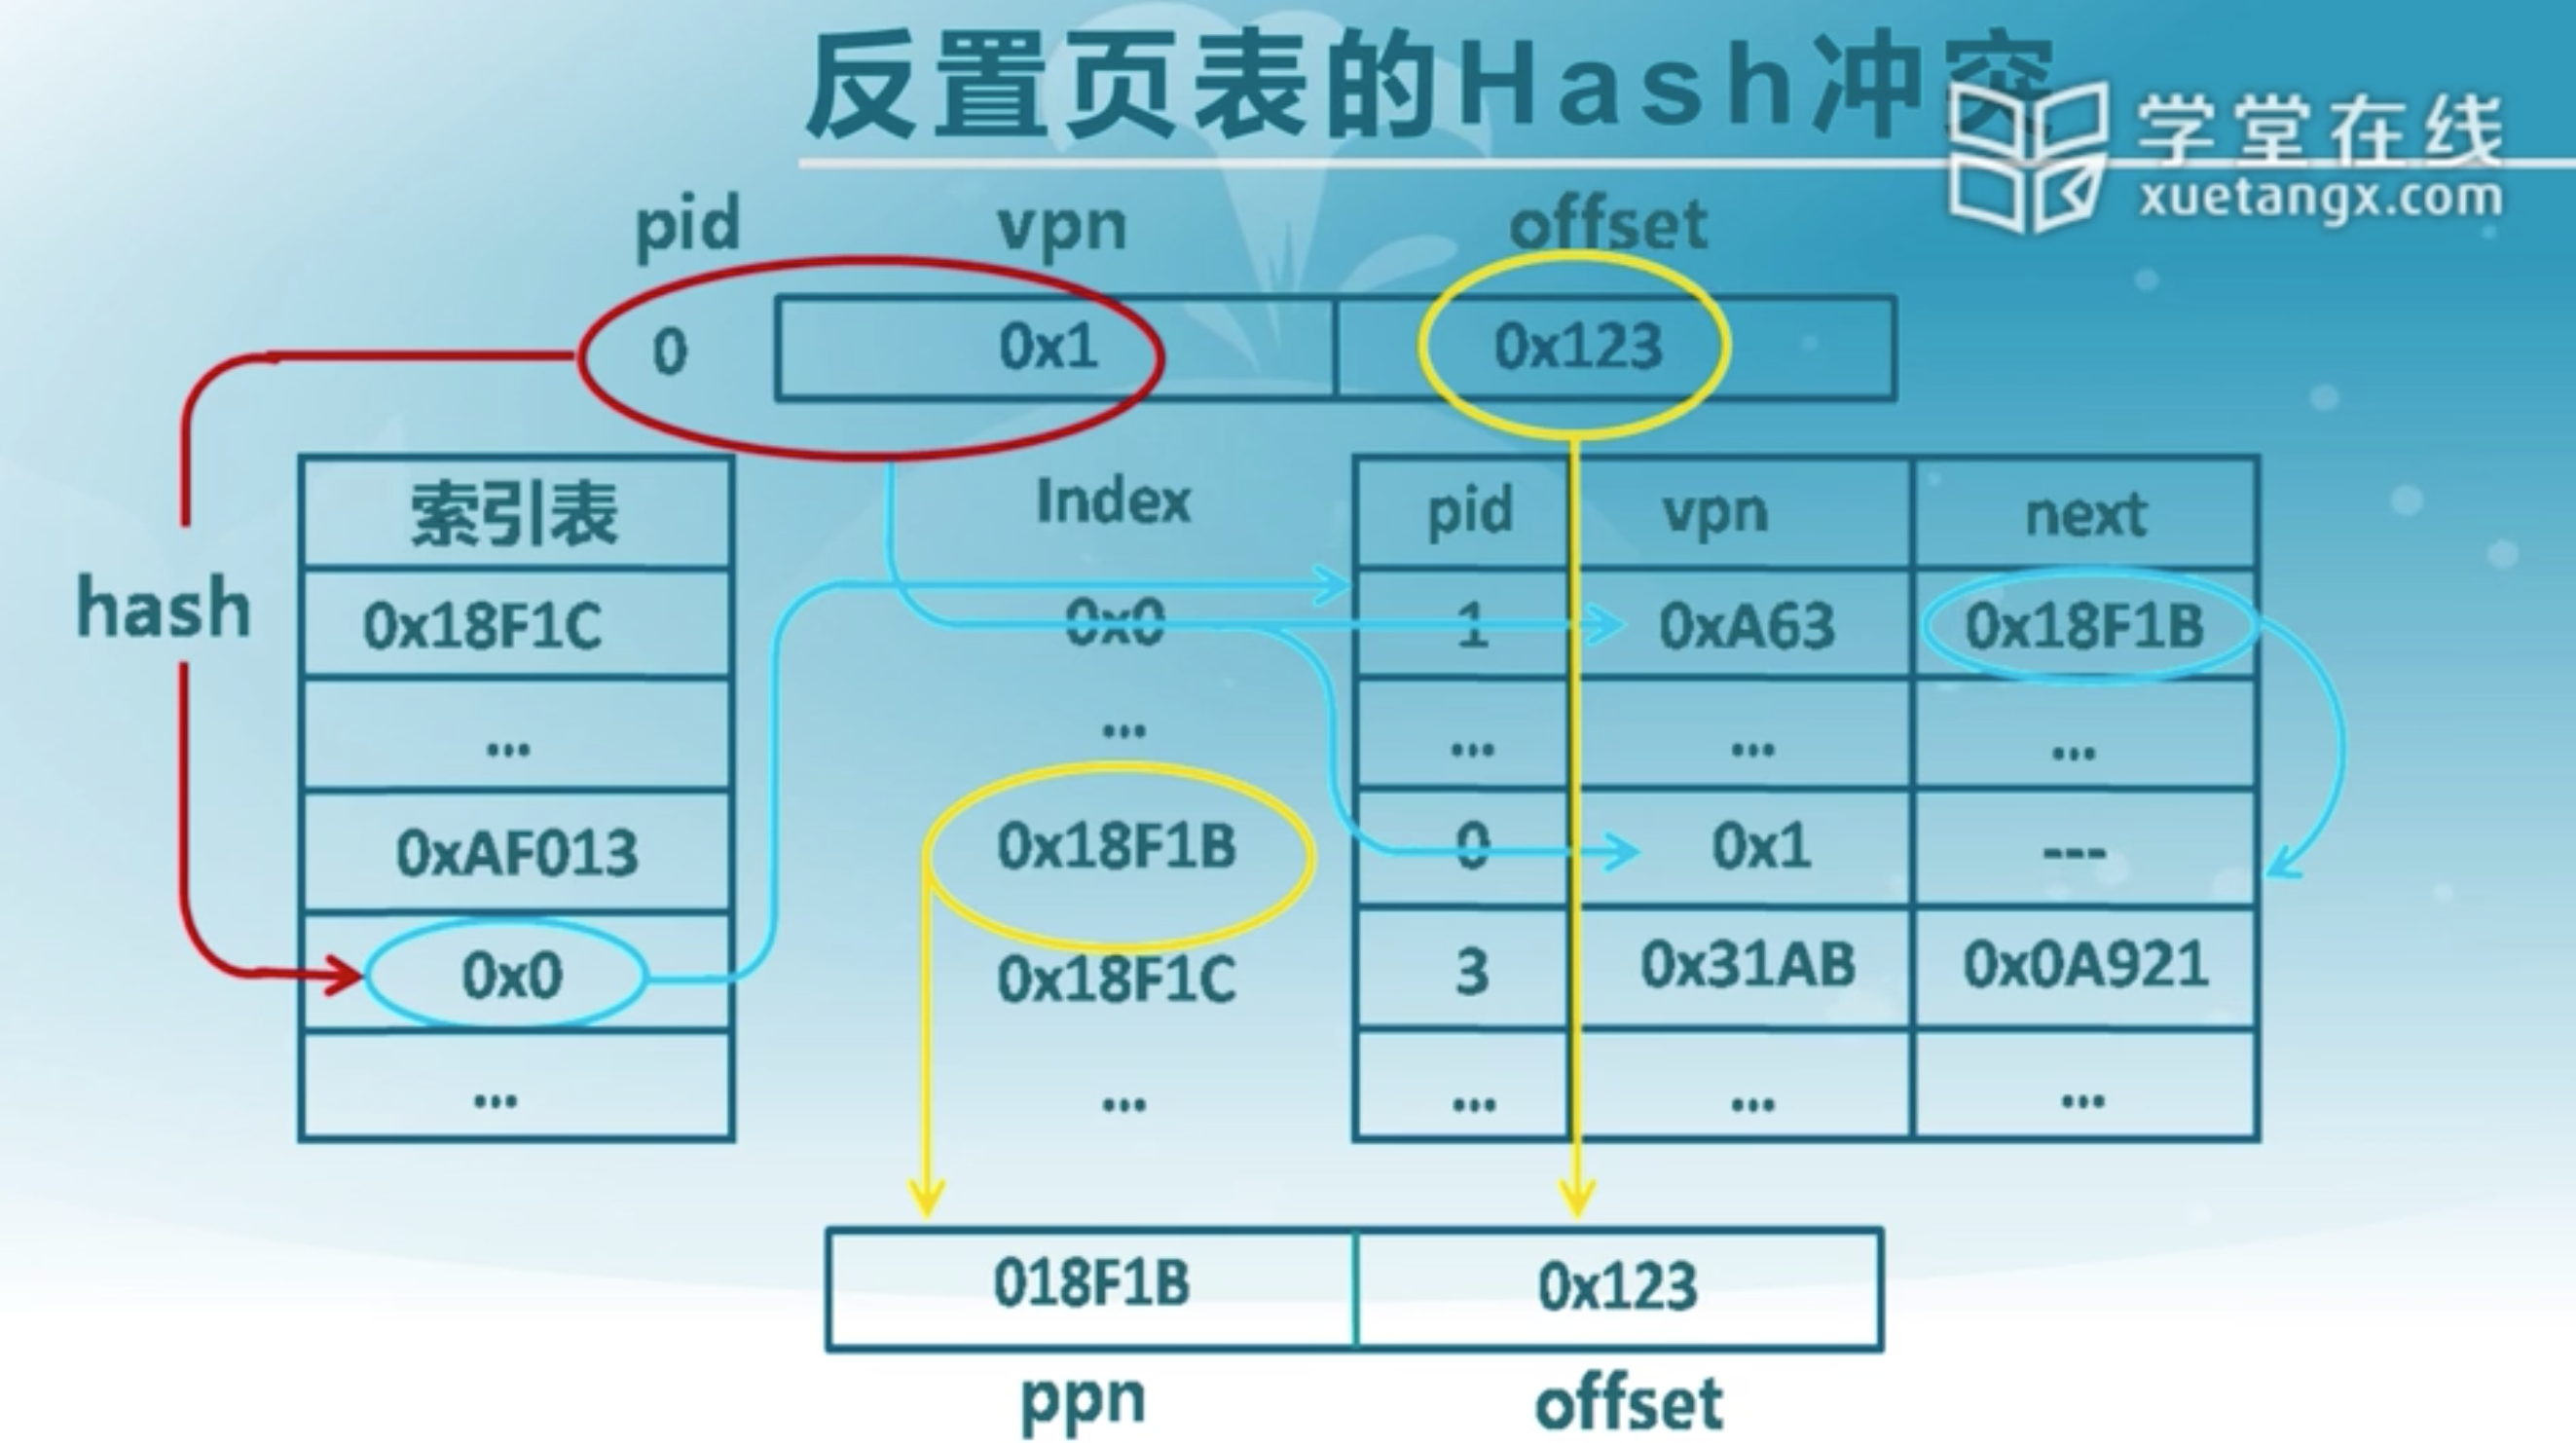 反置页表的Hash冲突
学堂在线
xuetangx.com
pid vpn offset
0 0x1 0x123
索引表 Index pid vpn next
hash 0x18F1C 0x0 1 0xA63 0x18F1B
... ... ... ... ...
0xAF013 0x18F1B 0 0x1 ---
0x0 0x18F1C 3 0x31AB 0x0A921
... ... ... ... ...
018F1B 0x123
ppn offset